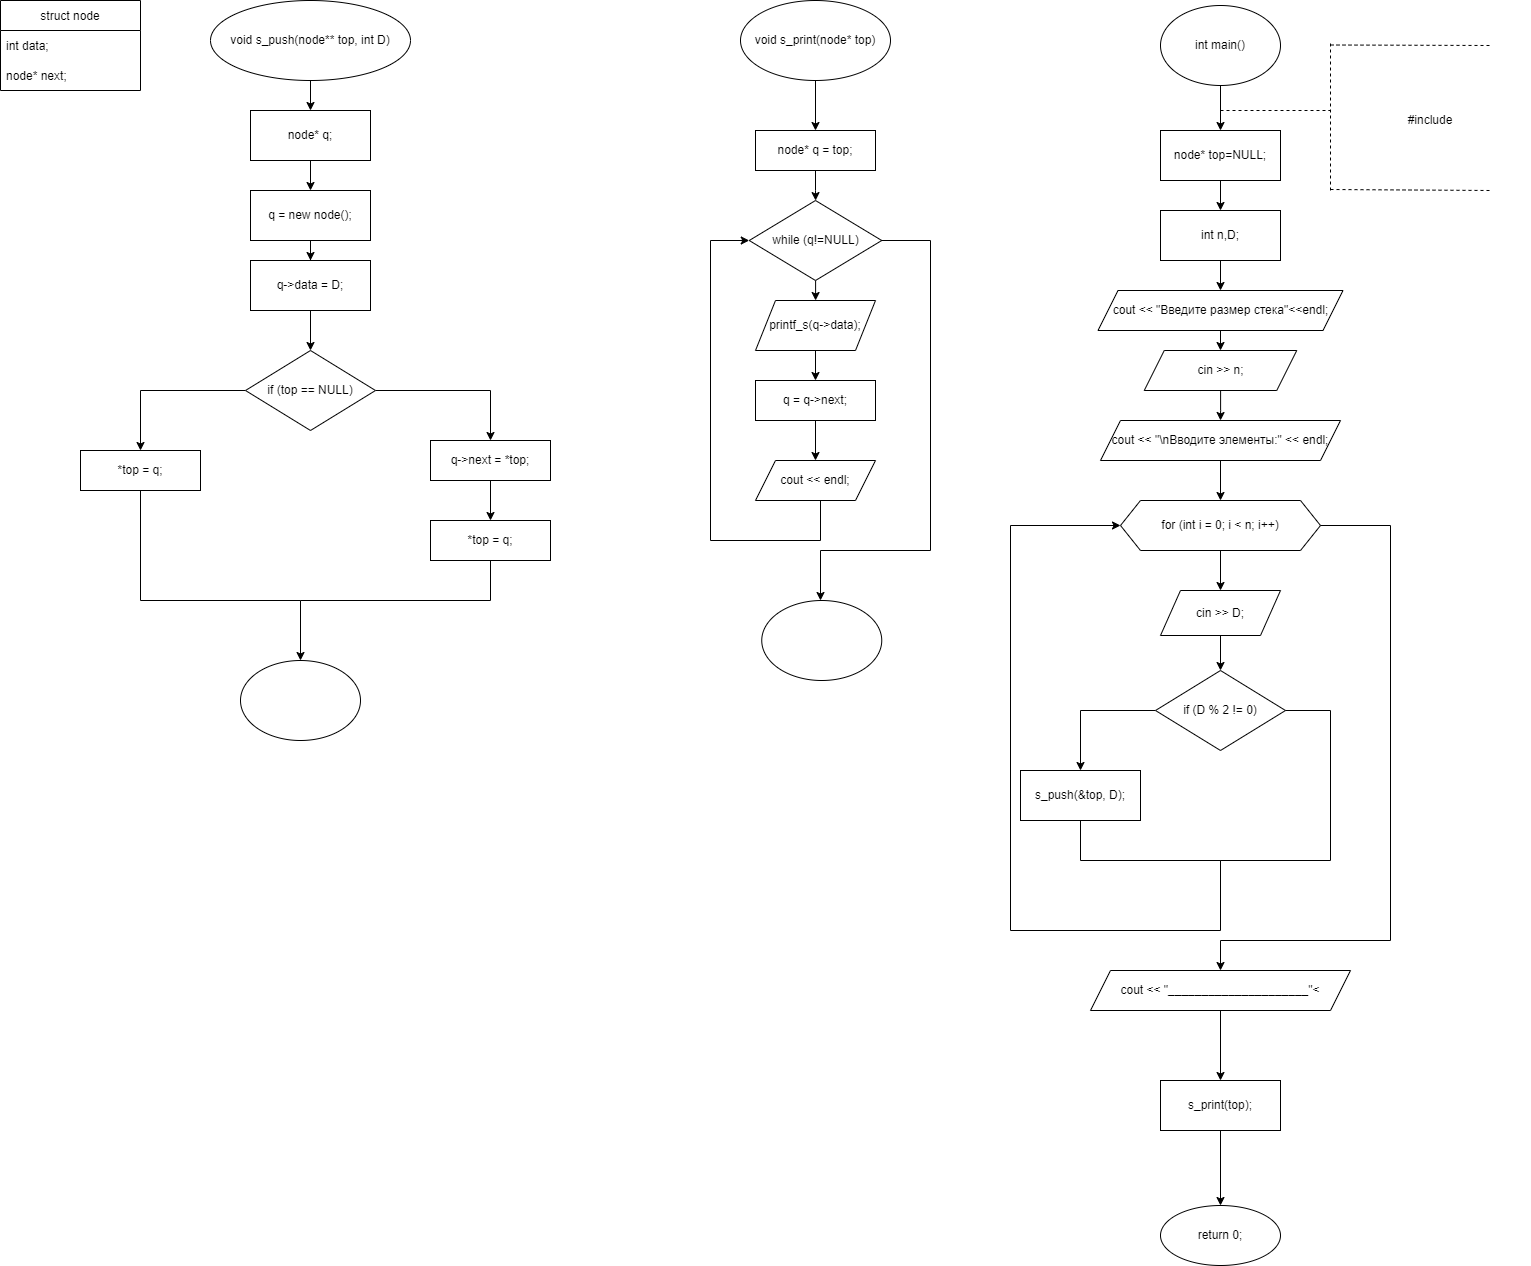 struct node
int data;
node* next;
void s_push(node** top, int D)
node* q;
q = new node();
q->data = D;
if (top == NULL)
*top = q;
q->next = *top;
*top = q;
void s_print(node* top)
node* q = top;
while (q!=NULL)
printf_s(q->data);
q = q->next;
cout << endl;
int main()
#include
node* top=NULL;
int n,D;
cout << "Введите размер стека"<<endl;
cin >> n;
cout << "\nВводите элементы:" << endl;
for (int i = 0; i < n; i++)
cin >> D;
if (D % 2 != 0)
s_push(&top, D);
cout << "_____________________"<
s_print(top);
return 0;